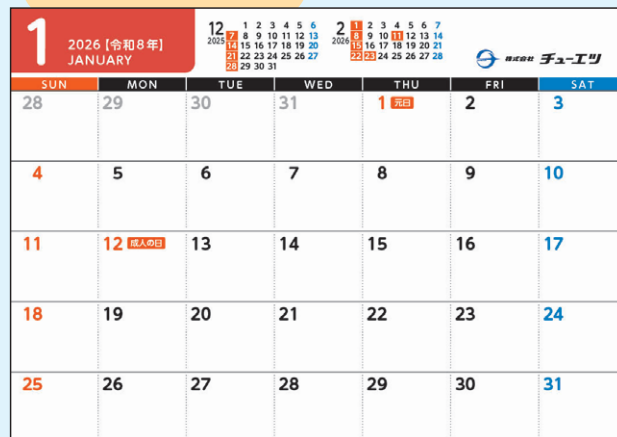 1
2026 [令和8年]
JANUARY
12
2025
1 2 3 4 5 6
7 8 9 10 11 12 13
14 15 16 17 18 19 20
21 22 23 24 25 26 27
28 29 30 31
2
2026
1 2 3 4 5 6 7
8 9 10 11 12 13 14
15 16 17 18 19 20 21
22 23 24 25 26 27 28
株式会社 チューエツ
SUN MON TUE WED THU FRI SAT
28 29 30 31 1 元日 2 3
4 5 6 7 8 9 10
11 12 成人の日 13 14 15 16 17
18 19 20 21 22 23 24
25 26 27 28 29 30 31